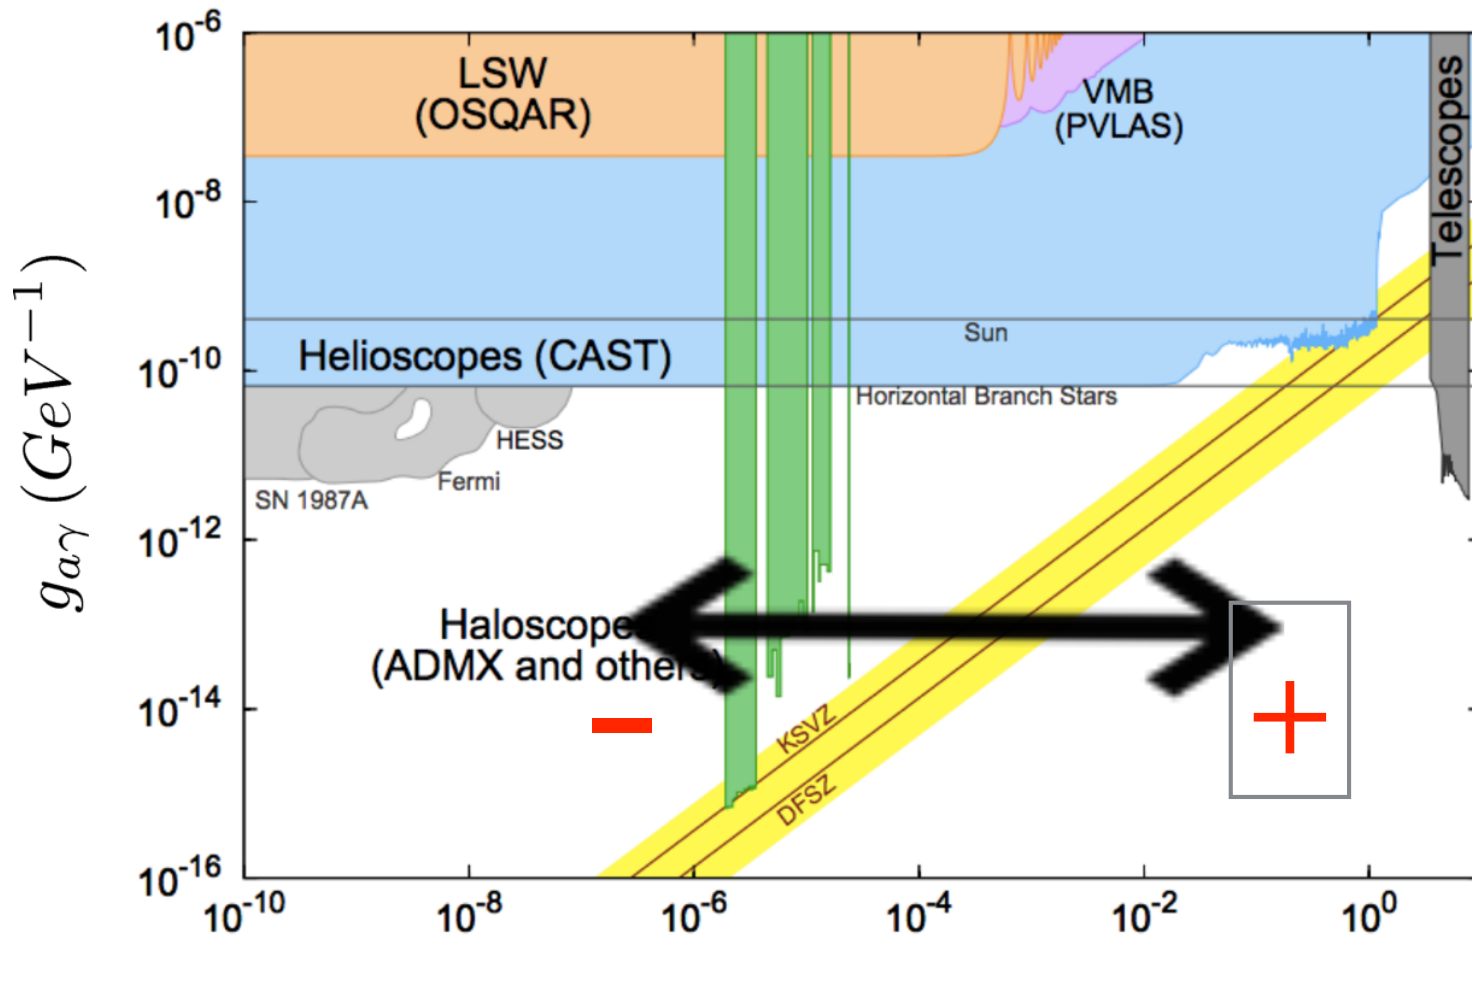 10-6
LSW
(OSQAR)
VMB
(PVLAS)
Telescopes
10-8
gaγ (GeV−1)
Sun
Helioscopes (CAST)
10-10
Horizontal Branch Stars
HESS
Fermi
SN 1987A
10-12
Haloscope
(ADMX and others)
10-14
−
+
KSVZ
DFSZ
10-16
10-10
10-8
10-6
10-4
10-2
100